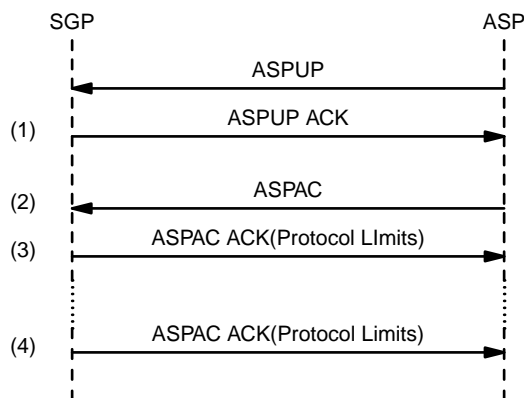 SGP ASP
ASPUP
(1) ASPUP ACK
(2) ASPAC
(3) ASPAC ACK(Protocol LImits)
(4) ASPAC ACK(Protocol Limits)